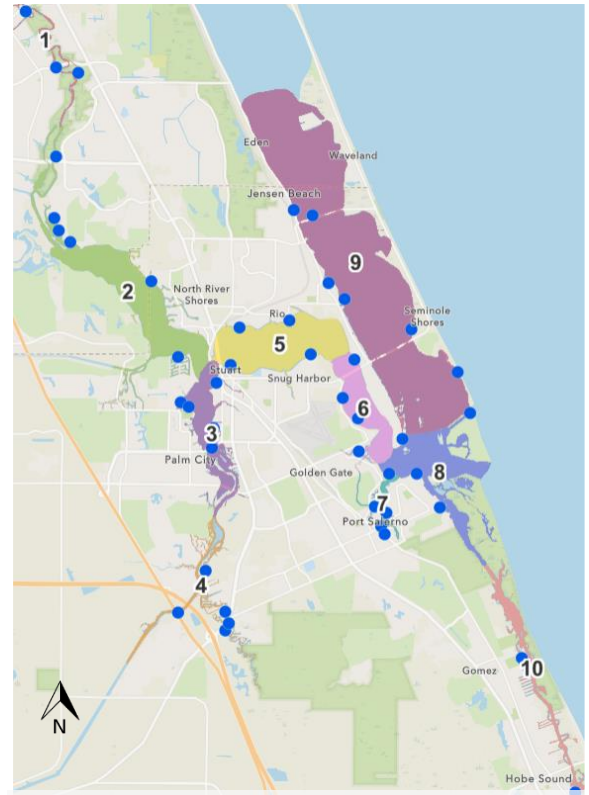 1
Eden
Waveland
Jensen Beach
9
2
North River
Shores
Rio
Seminole
Shores
5
Stuart
Snug Harbor
6
3
Palm City
Golden Gate
8
7
Port Salerno
4
10
Gomez
N
Hobe Sound